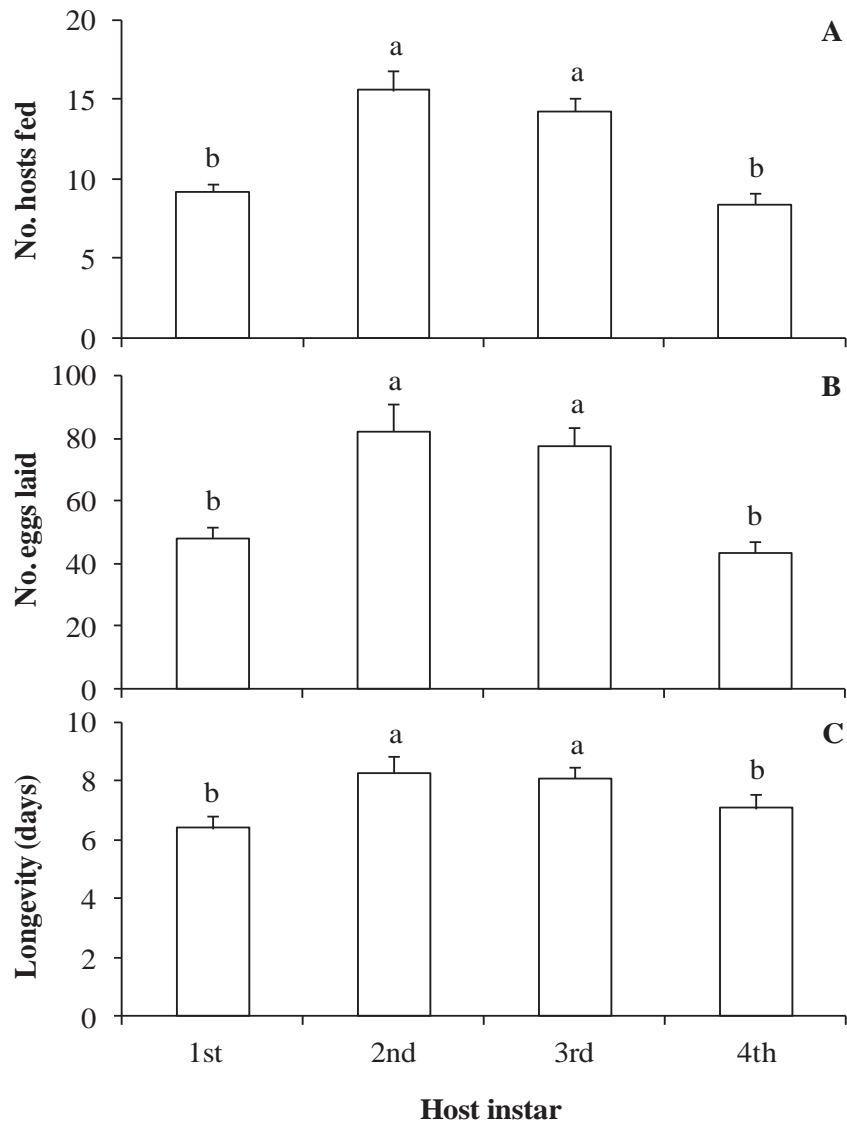 A
No. hosts fed
20
15
10
5
0
b
a
a
b
B
No. eggs laid
100
80
60
40
20
0
b
a
a
b
C
Longevity (days)
10
8
6
4
2
0
b
a
a
b
1st 2nd 3rd 4th
Host instar